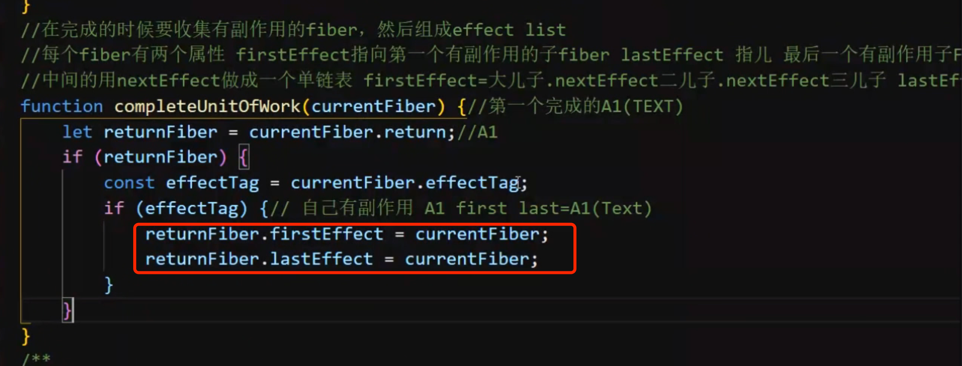 }
//在完成的时候要收集有副作用的fiber，然后组成effect list
//每个fiber有两个属性 firstEffect指向第一个有副作用的子fiber lastEffect 指儿 最后一个有副作用子F
//中间的用nextEffect做成一个单链表 firstEffect=大儿子.nextEffect二儿子.nextEffect三儿子 lastEf
function completeUnitOfWork(currentFiber) {//第一个完成的A1(TEXT)
let returnFiber = currentFiber.return;//A1
if (returnFiber) {
const effectTag = currentFiber.effectTag;
if (effectTag) {// 自己有副作用 A1 first last=A1(Text)
returnFiber.firstEffect = currentFiber;
returnFiber.lastEffect = currentFiber;
}
}
}
/**